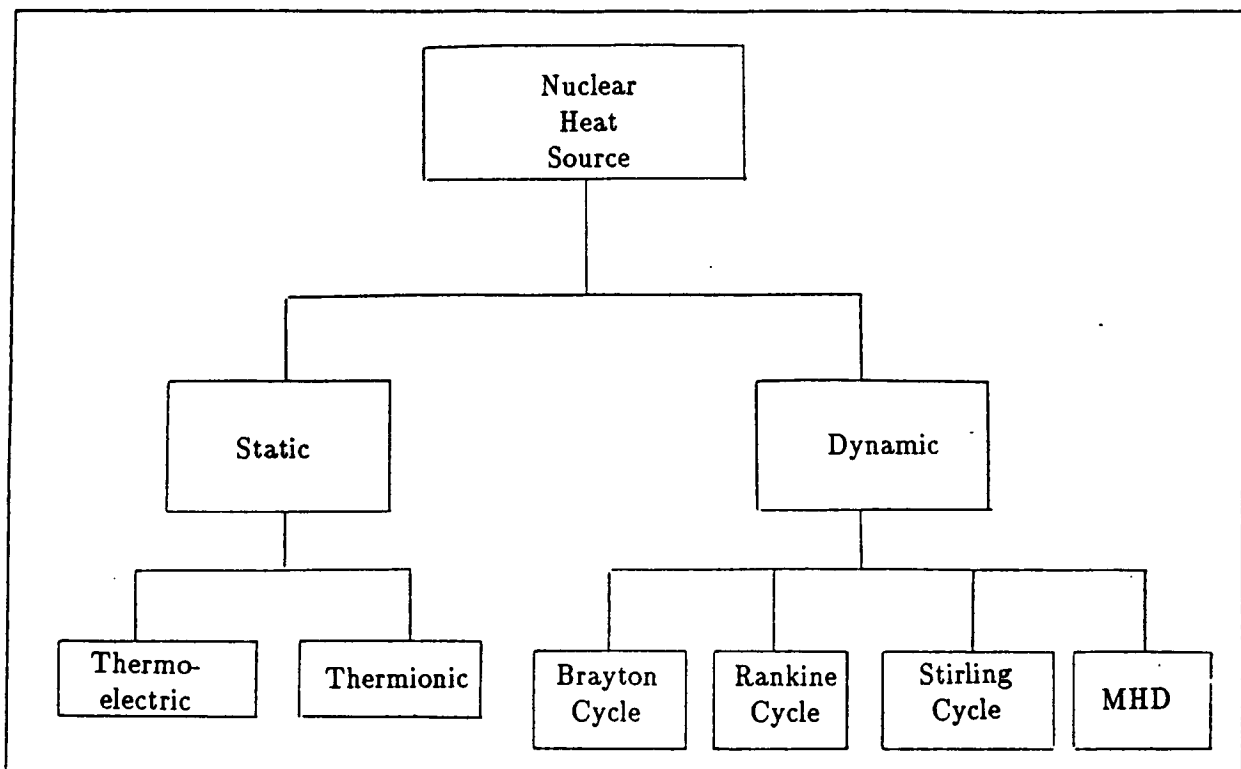 Nuclear
Heat
Source
Static
Dynamic
Thermo-
electric
Thermionic
Brayton
Cycle
Rankine
Cycle
Stirling
Cycle
MHD